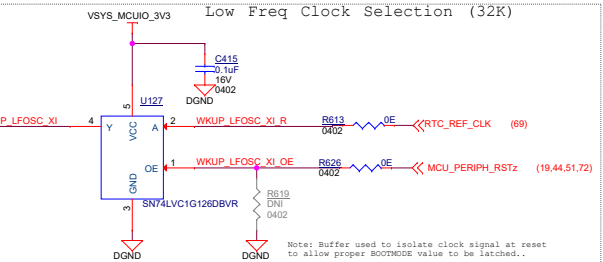 VSYS_MCUIO_3V3
Low Freq Clock Selection (32K)
C415
0.1uF
16V
0402
DGND
U127
5
P_LFOSC_XI
4
Y
VCC
A
2
WKUP_LFOSC_XI_R
R613
0402
0E
RTC_REF_CLK
(69)
OE
1
WKUP_LFOSC_XI_OE
R626
0402
0E
MCU_PERIPH_RSTz
(19,44,51,72)
GND
3
SN74LVC1G126DBVR
R619
DNI
0402
DGND
DGND
Note: Buffer used to isolate clock signal at reset
to allow proper BOOTMODE value to be latched..